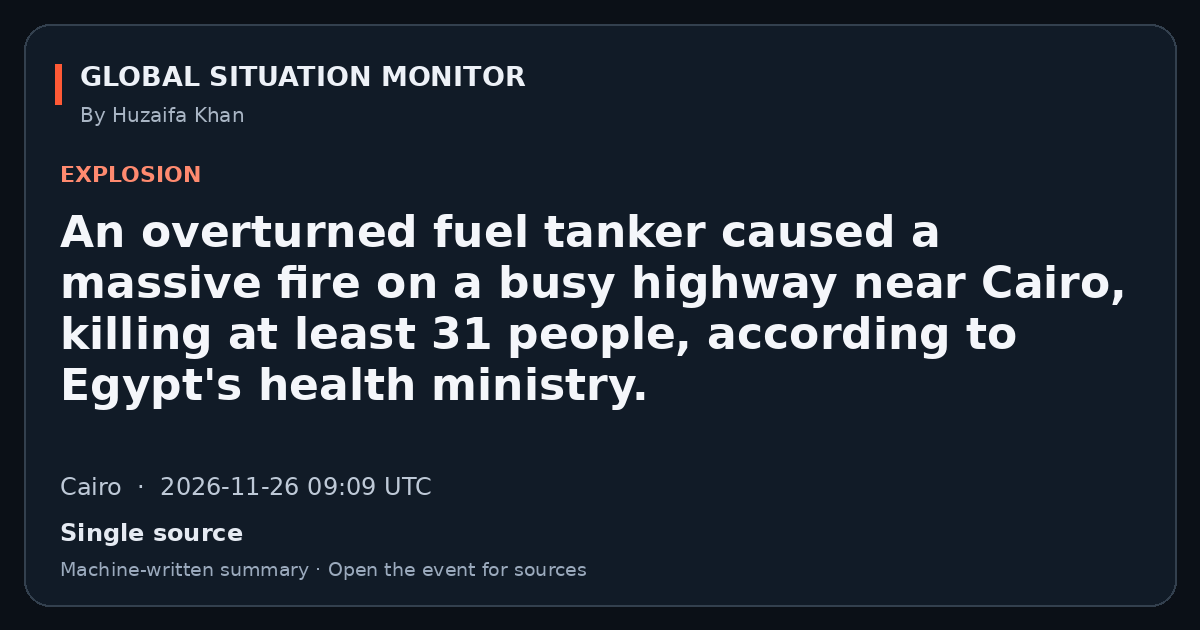 GLOBAL SITUATION MONITOR
By Huzaifa Khan
EXPLOSION
An overturned fuel tanker caused a
massive fire on a busy highway near Cairo,
killing at least 31 people, according to
Egypt's health ministry.
Cairo · 2026-11-26 09:09 UTC
Single source
Machine-written summary · Open the event for sources